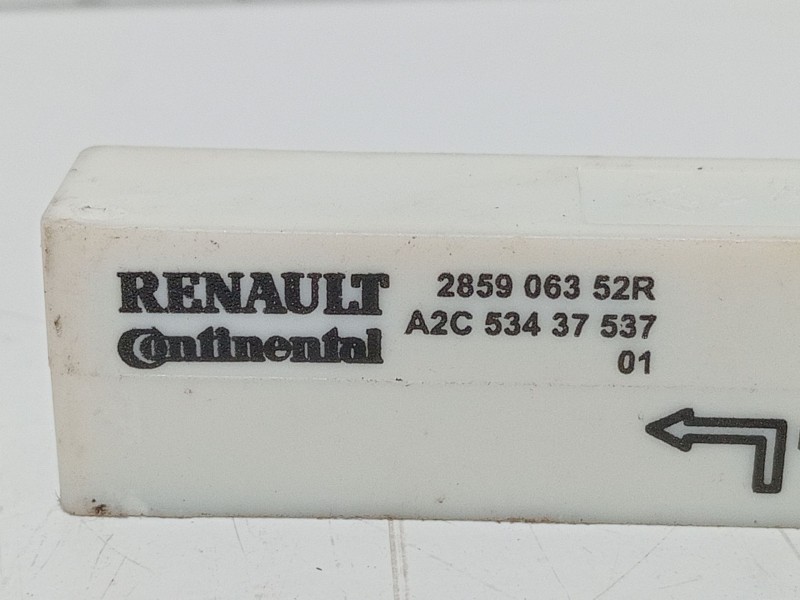 RENAULT 2859 063 52R
Continental A2C 534 37 537
01